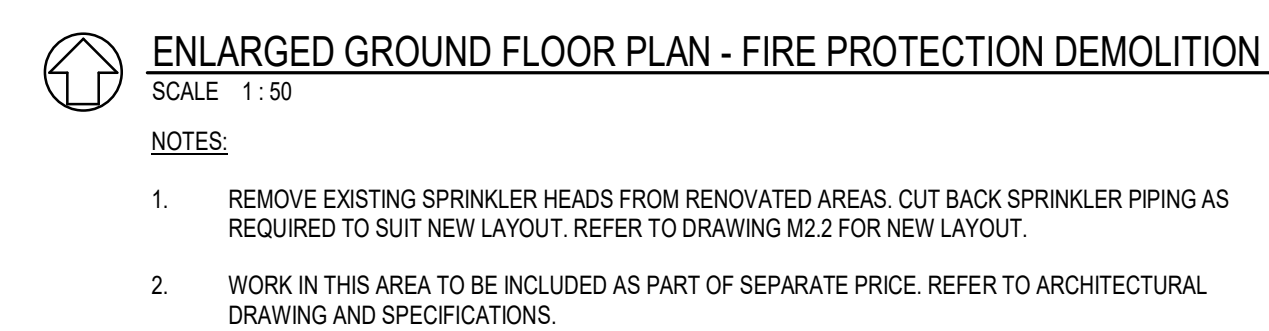 ENLARGED GROUND FLOOR PLAN - FIRE PROTECTION DEMOLITION
SCALE 1 : 50
NOTES:
1. REMOVE EXISTING SPRINKLER HEADS FROM RENOVATED AREAS. CUT BACK SPRINKLER PIPING AS
REQUIRED TO SUIT NEW LAYOUT. REFER TO DRAWING M2.2 FOR NEW LAYOUT.
2. WORK IN THIS AREA TO BE INCLUDED AS PART OF SEPARATE PRICE. REFER TO ARCHITECTURAL
DRAWING AND SPECIFICATIONS.